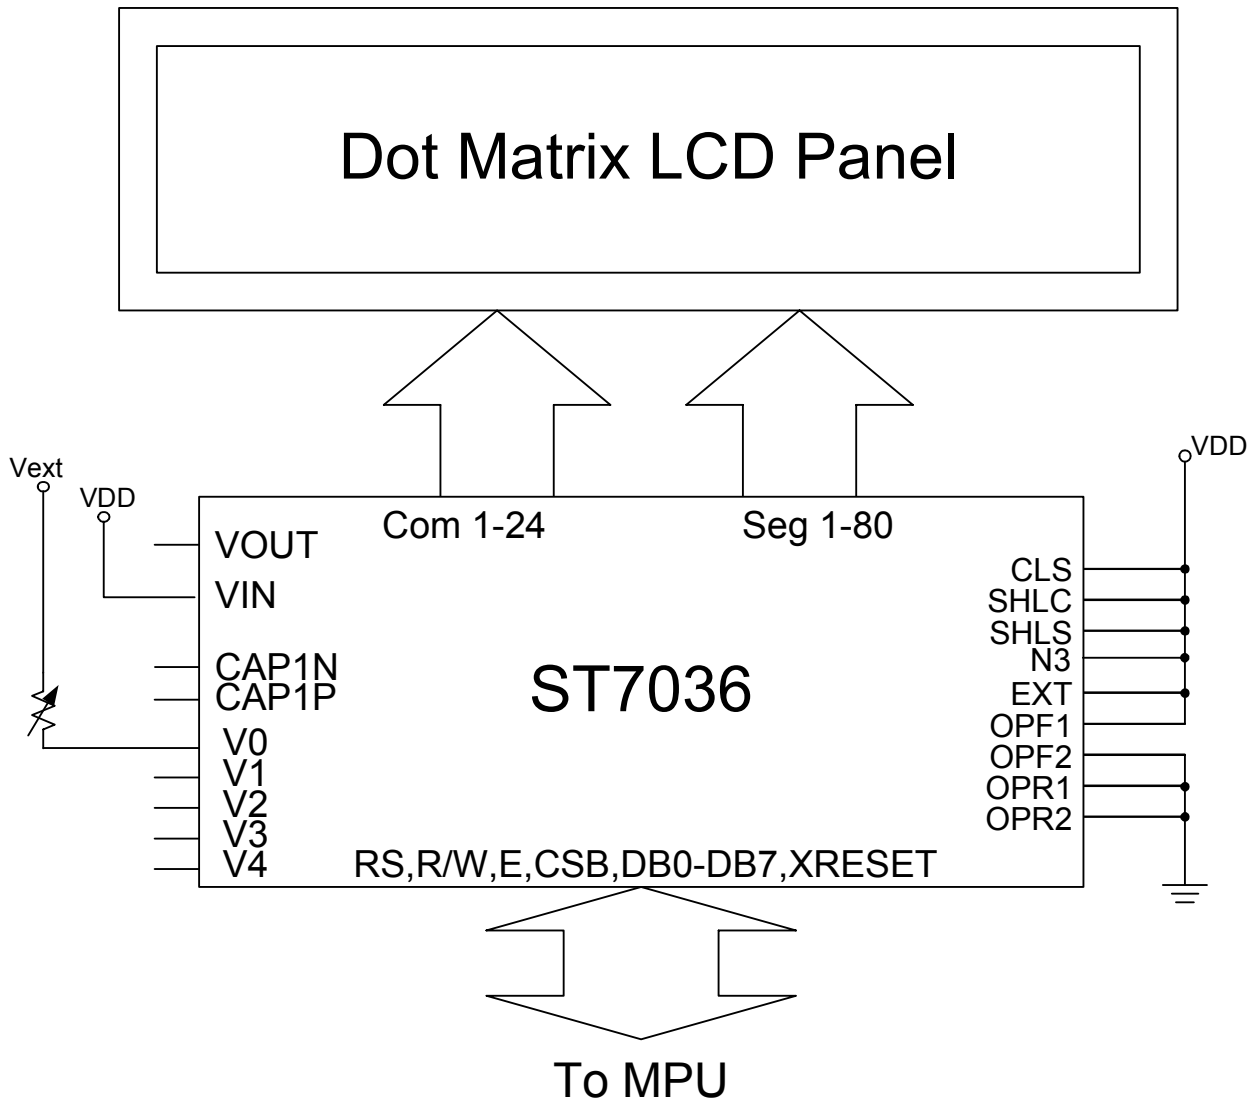 Dot Matrix LCD Panel
Vext
VDD
VDD
Com 1-24
Seg 1-80
VOUT
VIN
CAP1N
CAP1P
V0
V1
V2
V3
V4
ST7036
CLS
SHLC
SHLS
N3
EXT
OPF1
OPF2
OPR1
OPR2
RS,R/W,E,CSB,DB0-DB7,XRESET
To MPU